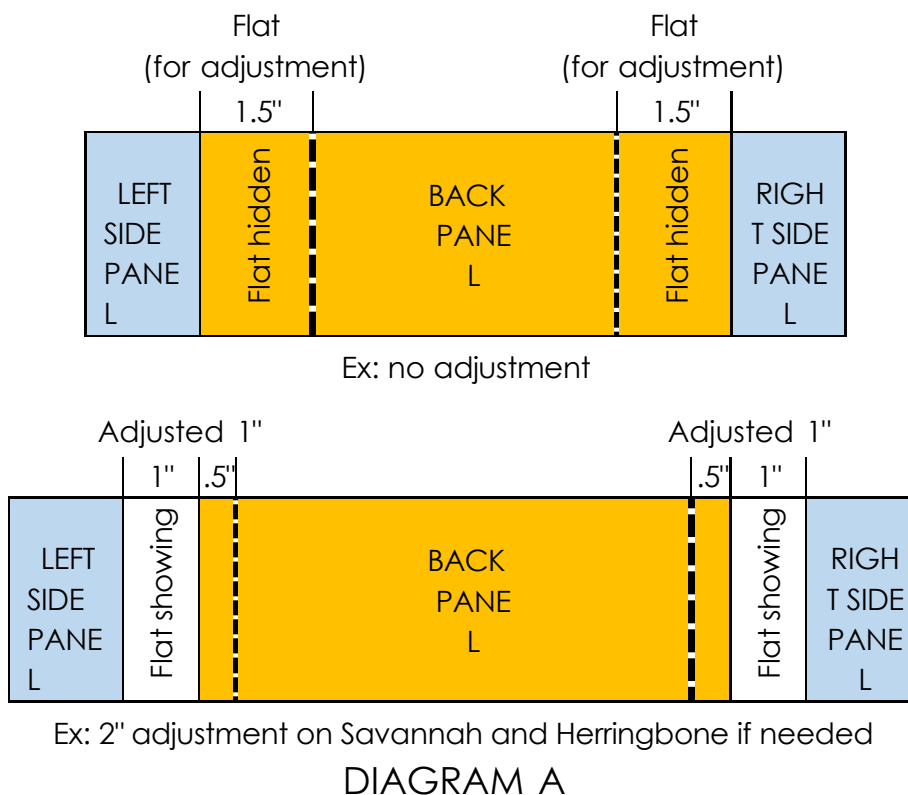 Flat
(for adjustment)
Flat
(for adjustment)
1.5"
1.5"
LEFT
SIDE
PANE
L
Flat hidden
BACK
PANE
L
Flat hidden
RIGH
T SIDE
PANE
L
Ex: no adjustment
Adjusted 1"
Adjusted 1"
1"
.5"
.5"
1"
LEFT
SIDE
PANE
L
Flat showing
BACK
PANE
L
Flat showing
RIGH
T SIDE
PANE
L
Ex: 2" adjustment on Savannah and Herringbone if needed
DIAGRAM A